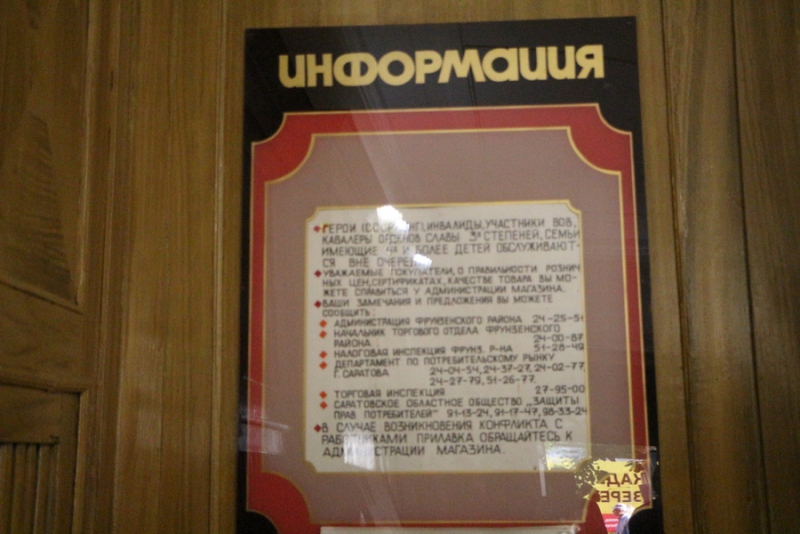 ИНФОРМАЦИЯ
ГЕРОИ (СССР, ИНВАЛИДЫ, УЧАСТНИКИ ВОВ,
КАВАЛЕРЫ ОРДЕНОВ СЛАВЫ 3Х СТЕПЕНЕЙ, СЕМЬИ
ИМЕЮЩИЕ И БОЛЕЕ ДЕТЕЙ ОБСЛУЖИВАЮТ-
СЯ ВНЕ ОЧЕРЕДИ
УВАЖАЕМЫЕ ПОКУПАТЕЛИ, О ПРАВИЛЬНОСТИ РОЗНИЧ
НЫХ ЦЕН, СЕРТИФИКАТАХ, КАЧЕСТВЕ ТОВАРА ВЫ МО-
ЖЕТЕ СПРАВИТЬСЯ У АДМИНИСТРАЦИИ МАГАЗИНА.
ВАШИ ЗАМЕЧАНИЯ И ПРЕДЛОЖЕНИЯ ВЫ МОЖЕТЕ
СООБЩИТЬ:
АДМИНИСТРАЦИЯ ФРУНЗЕНСКОГО РАЙОНА 24-25-51
НАЧАЛЬНИК ТОРГОВОГО ОТДЕЛА ФРУНЗЕНСКОГО
РАЙОНА 24-00-87
НАЛОГОВАЯ ИНСПЕКЦИЯ ФРУНЗ. Р-НА 51-28-49
ДЕПАРТАМЕНТ ПО ПОТРЕБИТЕЛЬСКОМУ РЫНКУ
Г. САРАТОВА 24-04-54, 24-37-27, 24-02-77,
24-27-79, 51-26-77.
ТОРГОВАЯ ИНСПЕКЦИЯ 27-95-00
САРАТОВСКОЕ ОБЛАСТНОЕ ОБЩЕСТВО „ЗАЩИТЫ
ПРАВ ПОТРЕБИТЕЛЕЙ" 91-13-24, 91-17-47, 98-33-24
В СЛУЧАЕ ВОЗНИКНОВЕНИЯ КОНФЛИКТА С
РАБОТНИКАМИ ПРИЛАВКА ОБРАЩАЙТЕСЬ К
АДМИНИСТРАЦИИ МАГАЗИНА.